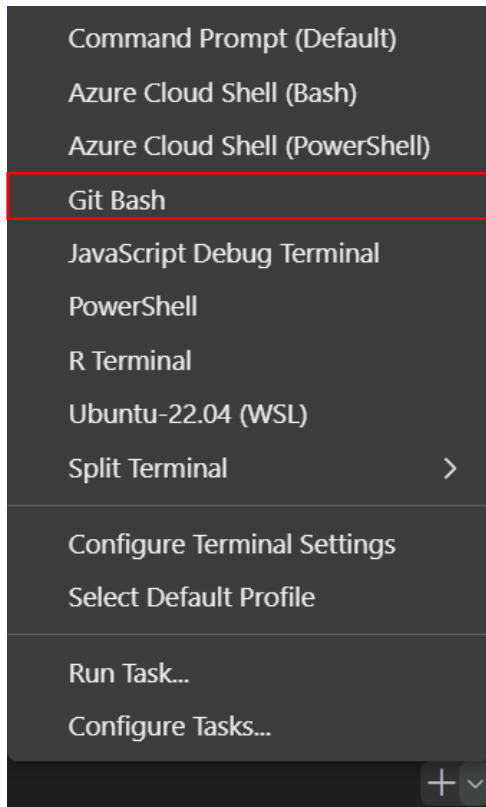 Command Prompt (Default)
Azure Cloud Shell (Bash)
Azure Cloud Shell (PowerShell)
Git Bash
JavaScript Debug Terminal
PowerShell
R Terminal
Ubuntu-22.04 (WSL)
Split Terminal
Configure Terminal Settings
Select Default Profile
Run Task...
Configure Tasks...